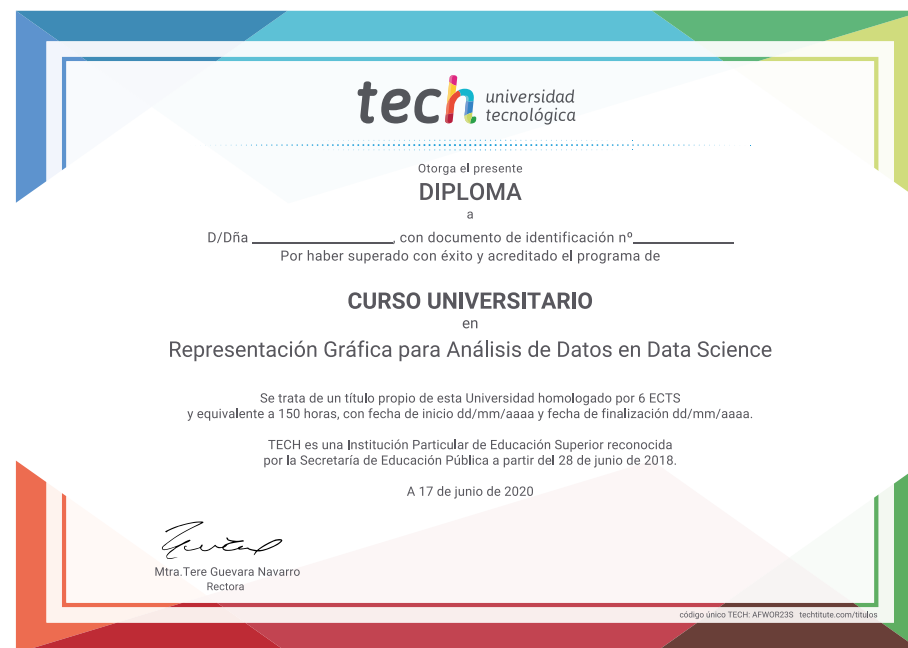 tech universidad
tecnológica
Otorga el presente
DIPLOMA
a
D/Dña ____________________, con documento de identificación nº______________
Por haber superado con éxito y acreditado el programa de
CURSO UNIVERSITARIO
en
Representación Gráfica para Análisis de Datos en Data Science
Se trata de un título propio de esta Universidad homologado por 6 ECTS
y equivalente a 150 horas, con fecha de inicio dd/mm/aaaa y fecha de finalización dd/mm/aaaa.
TECH es una Institución Particular de Educación Superior reconocida
por la Secretaría de Educación Pública a partir del 28 de junio de 2018.
A 17 de junio de 2020
Mtra.Tere Guevara Navarro
Rectora
código único TECH: AFWOR23S techtitute.com/titulos